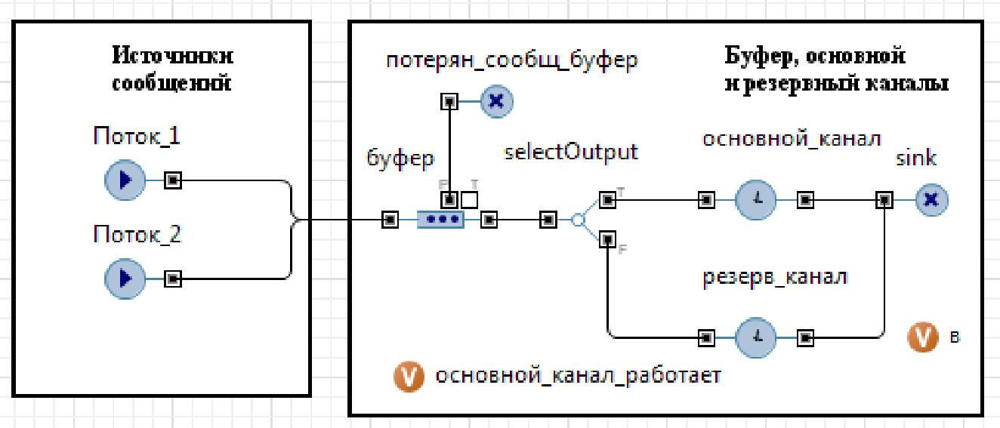 Источники
сообщений
Поток_1
Поток_2
потерян_сообщ_буфер
Буфер, основной
и резервный каналы
буфер
selectOutput
основной_канал
sink
P
T
T
F
резерв_канал
в
основной_канал_работает